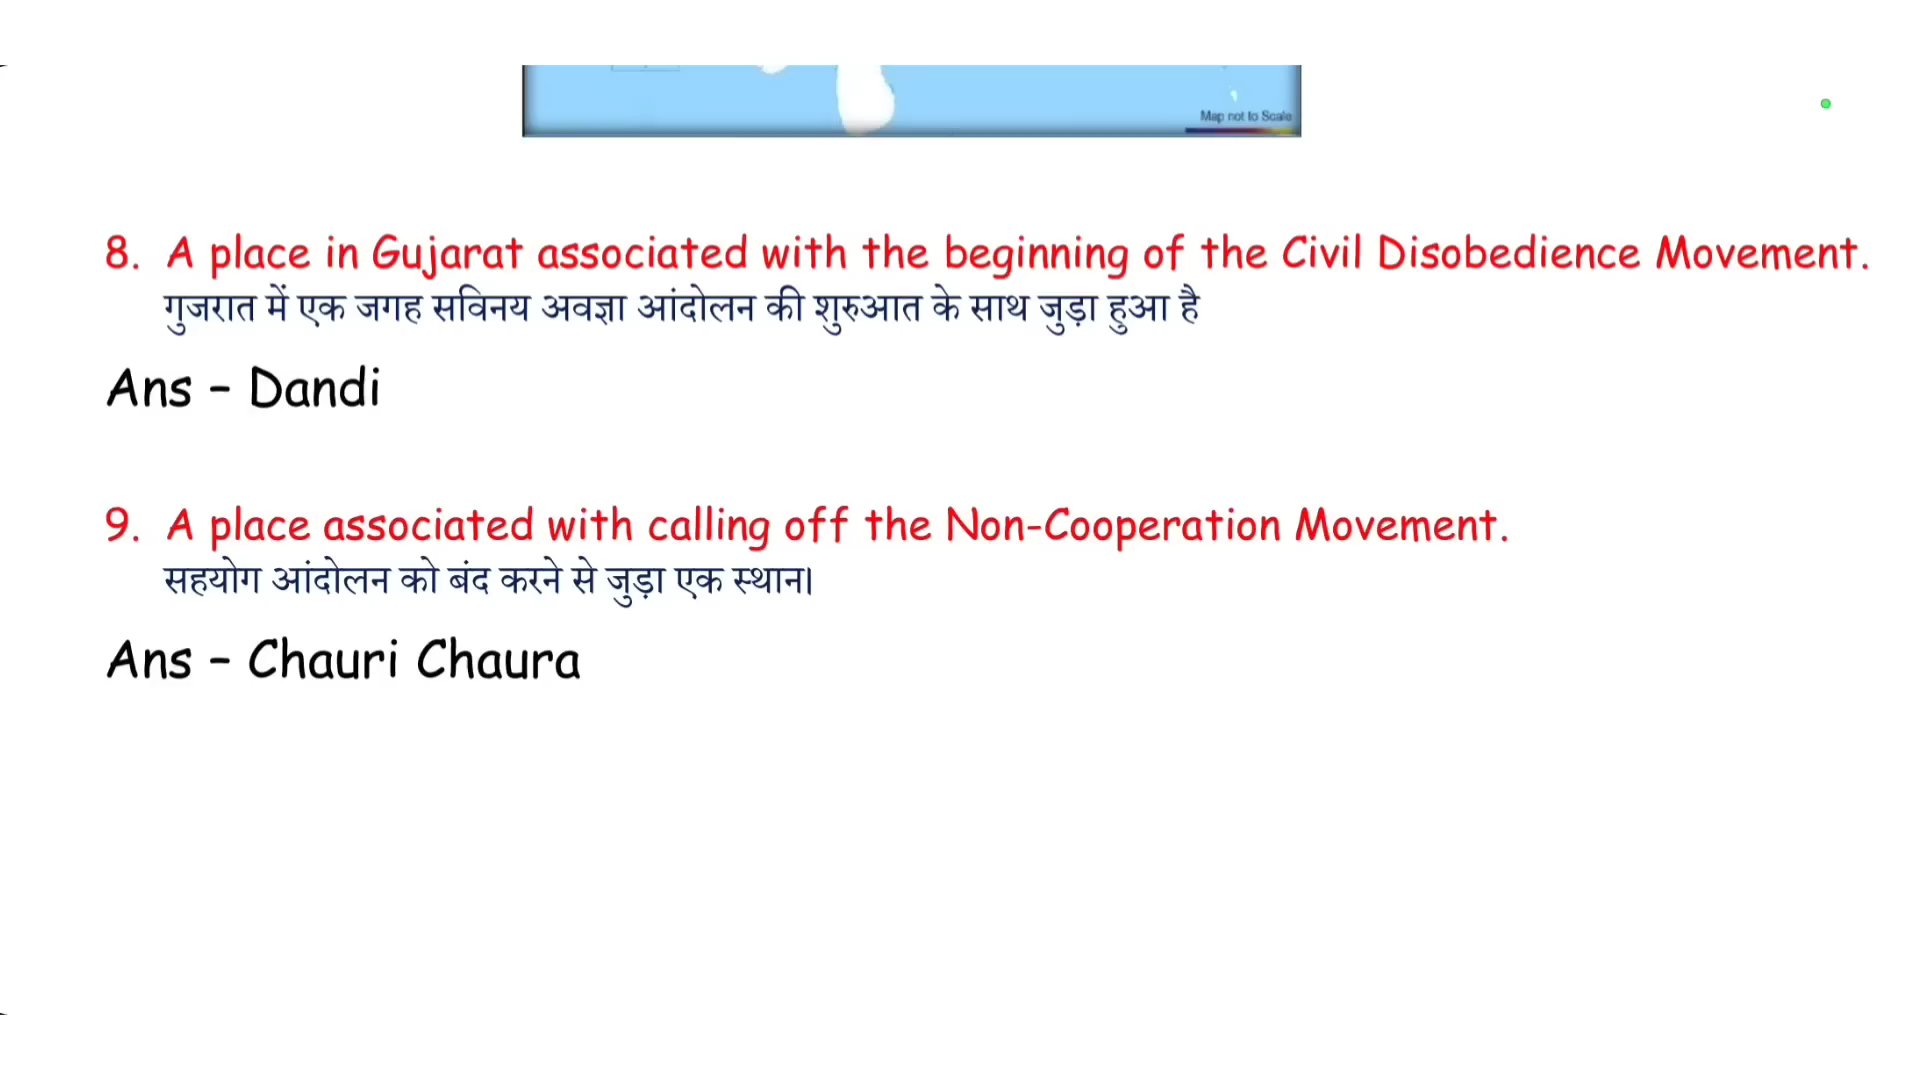 Map not to Scale
8. A place in Gujarat associated with the beginning of the Civil Disobedience Movement.
गुजरात में एक जगह सविनय अवज्ञा आंदोलन की शुरुआत के साथ जुड़ा हुआ है
Ans – Dandi
9. A place associated with calling off the Non-Cooperation Movement.
सहयोग आंदोलन को बंद करने से जुड़ा एक स्थान।
Ans – Chauri Chaura